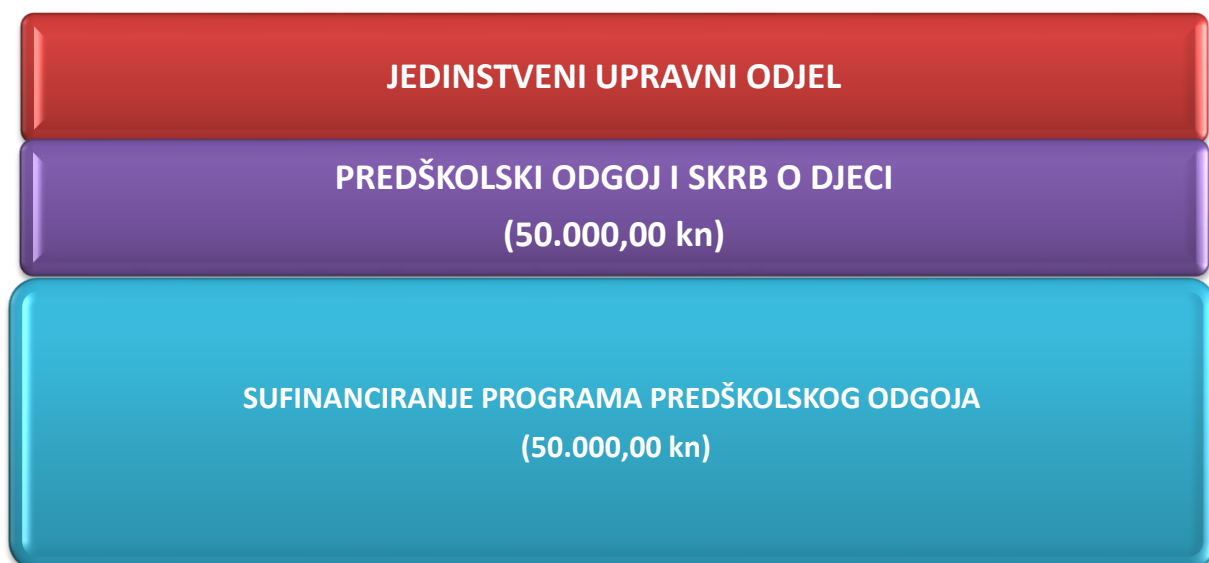 JEDINSTVENI UPRAVNI ODJEL
PREDŠKOLSKI ODGOJ I SKRB O DJECI
(50.000,00 kn)
SUFINANCIRANJE PROGRAMA PREDŠKOLSKOG ODGOJA
(50.000,00 kn)